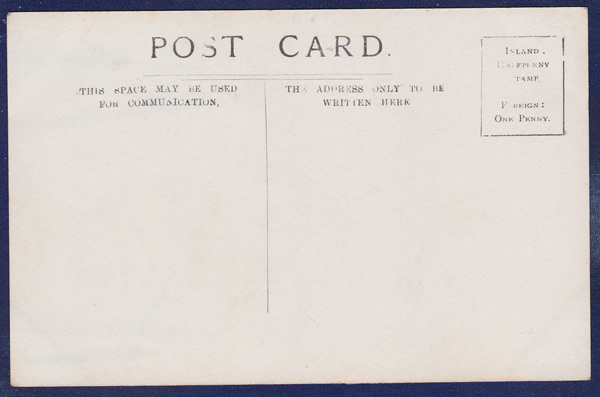 POST CARD.
THIS SPACE MAY BE USED
FOR COMMUNICATION,
THE ADDRESS ONLY TO BE
WRITTEN HERE
INLAND.
HALFPENNY
STAMP.
FOREIGN:
ONE PENNY.